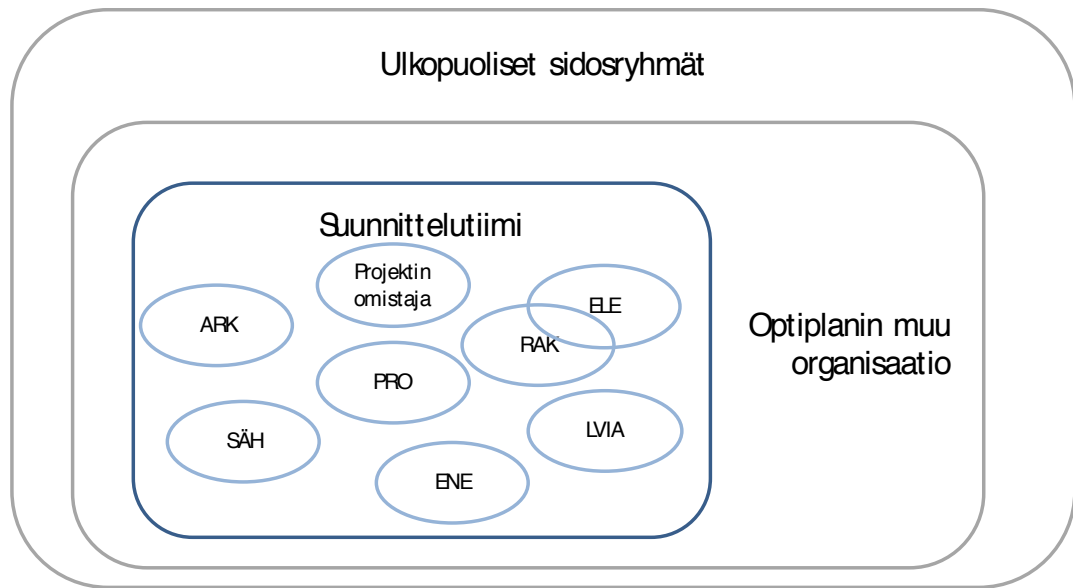 Ulkopuoliset sidosryhmät
Suunnittelutiimi
Projektin
omistaja
ELE
ARK
RAK
Optiplanin muu
organisaatio
PRO
SÄH
LVIA
ENE